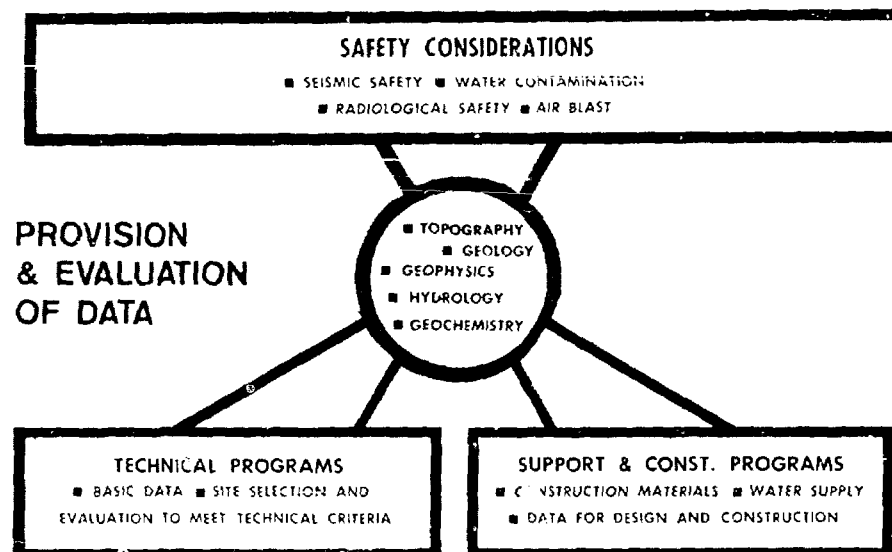 SAFETY CONSIDERATIONS
■ SEISMIC SAFETY ■ WATER CONTAMINATION
■ RADIOLOGICAL SAFETY ■ AIR BLAST
PROVISION
& EVALUATION
OF DATA
■ TOPOGRAPHY
■ GEOLOGY
■ GEOPHYSICS
■ HYDROLOGY
■ GEOCHEMISTRY
TECHNICAL PROGRAMS
■ BASIC DATA ■ SITE SELECTION AND
EVALUATION TO MEET TECHNICAL CRITERIA
SUPPORT & CONST. PROGRAMS
■ CONSTRUCTION MATERIALS ■ WATER SUPPLY
■ DATA FOR DESIGN AND CONSTRUCTION